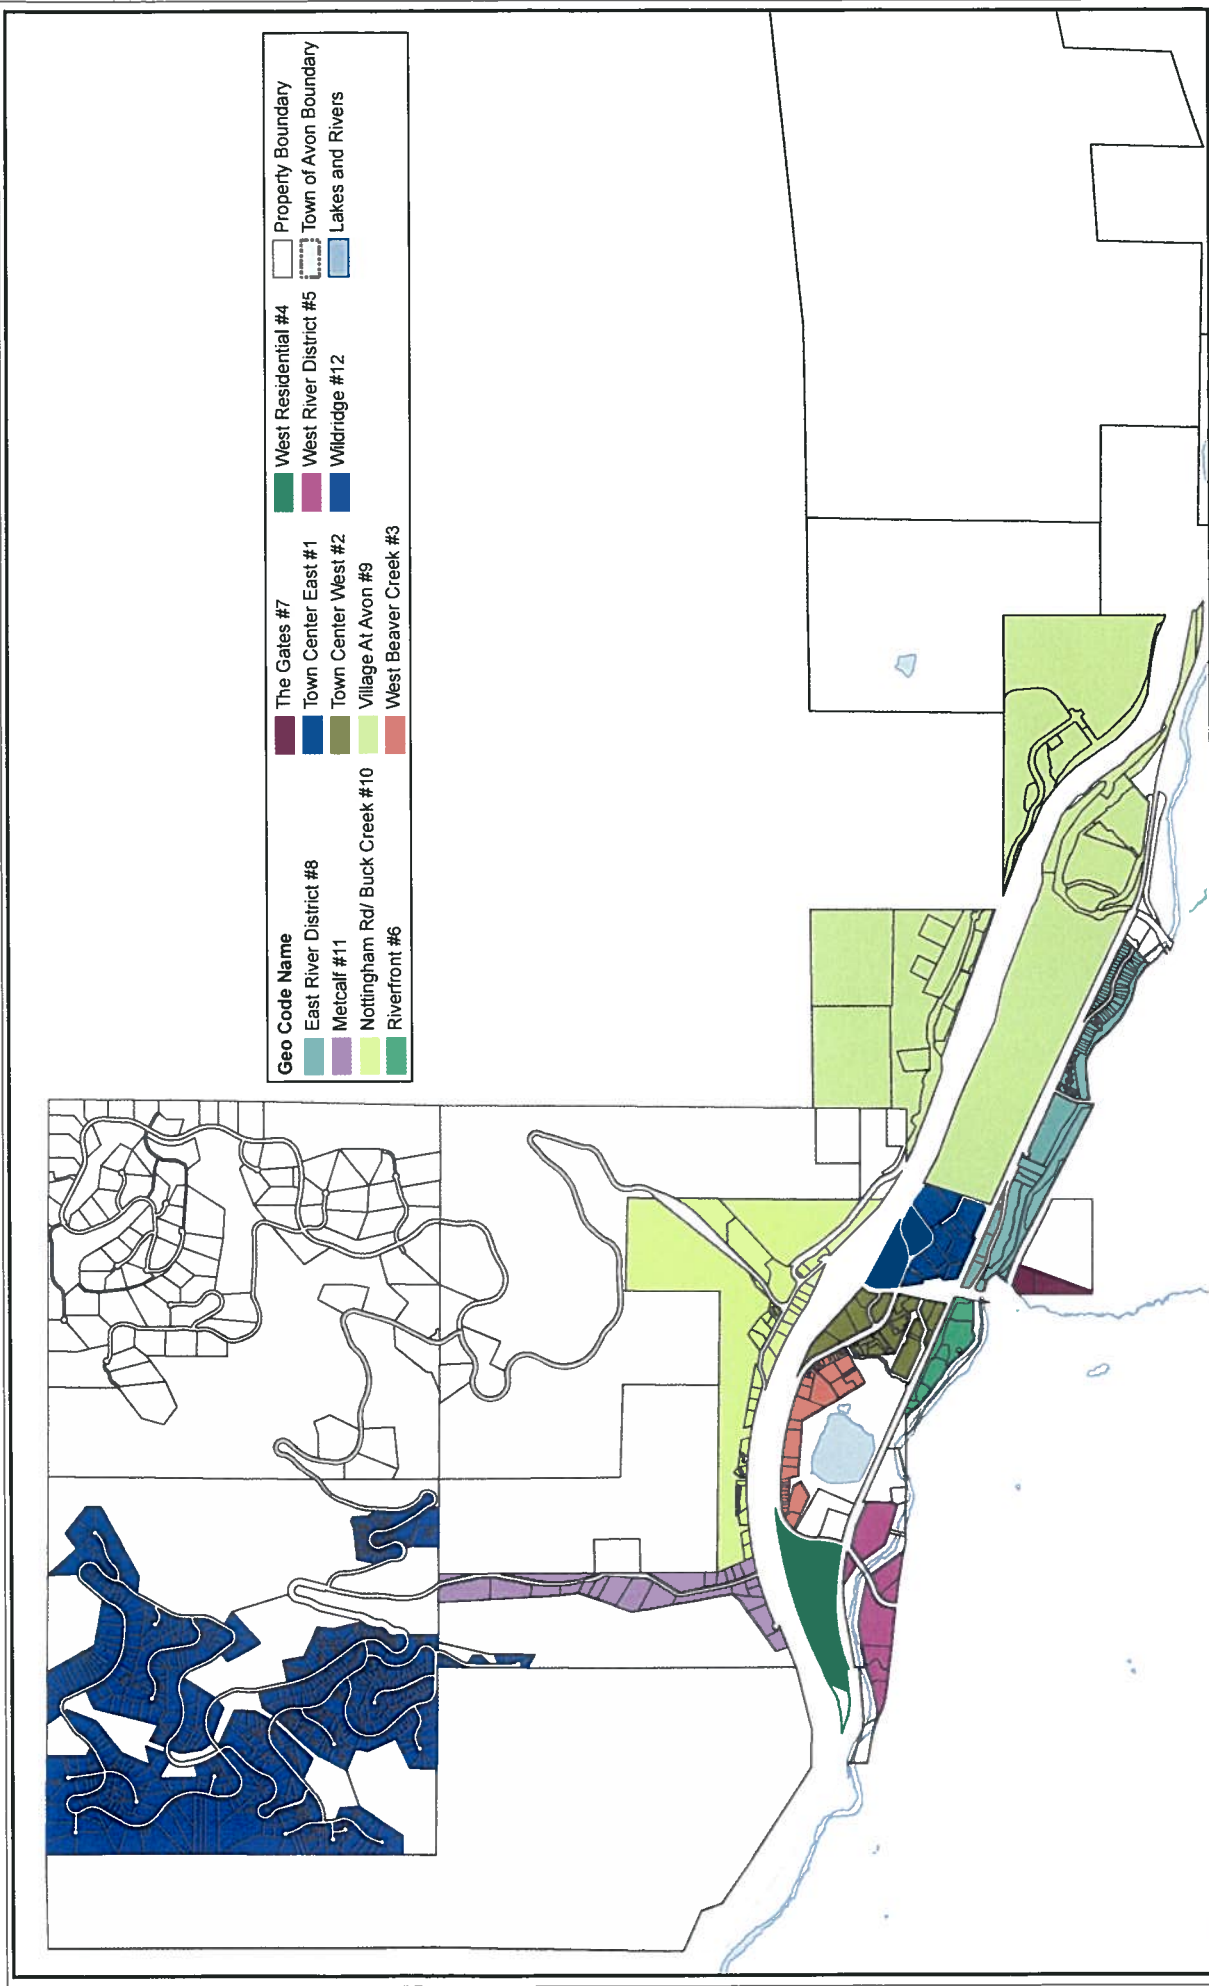 Geo Code Name
East River District #8
Metcalf #11
Nottingham Rd/ Buck Creek #10
Riverfront #6
The Gates #7
Town Center East #1
Town Center West #2
Village At Avon #9
West Beaver Creek #3
West Residential #4
West River District #5
Wildridge #12
Property Boundary
Town of Avon Boundary
Lakes and Rivers